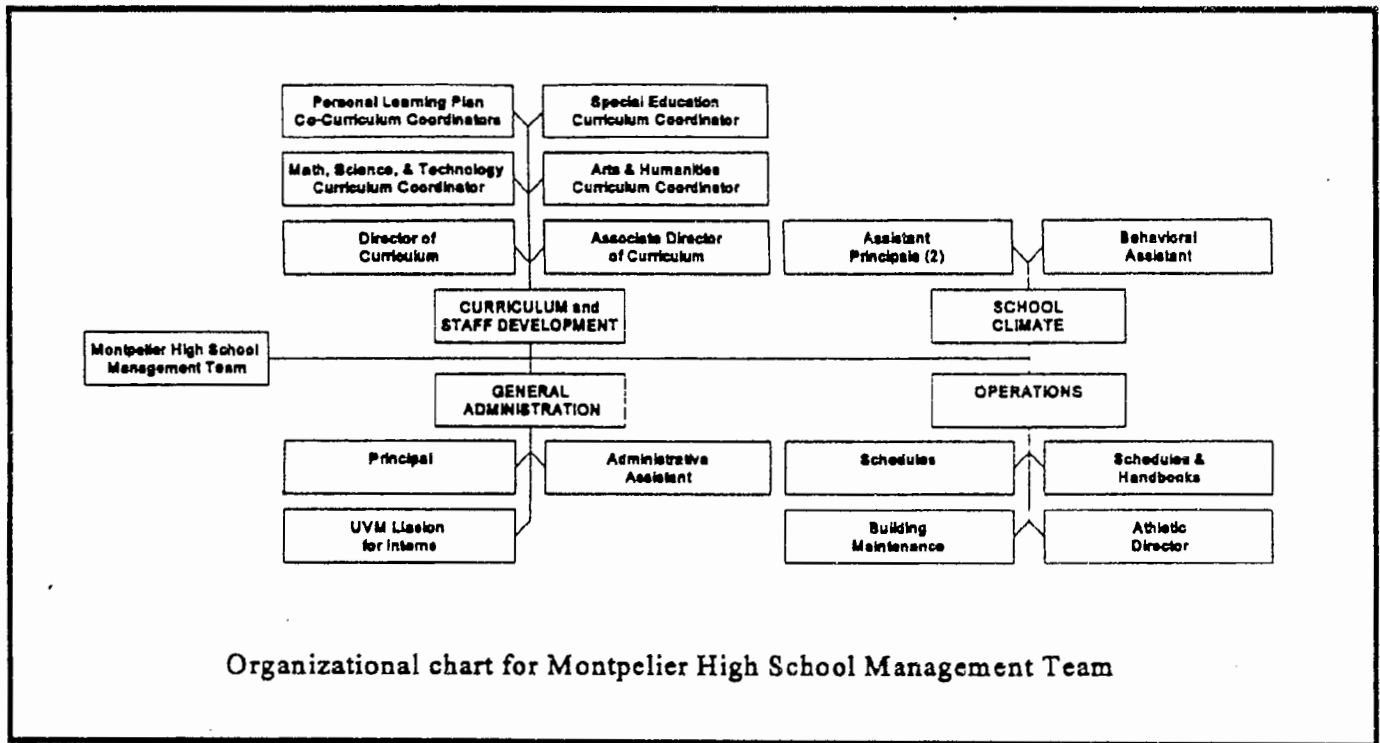 Personal Learning Plan
Co-Curriculum Coordinators
Special Education
Curriculum Coordinator
Math, Science, & Technology
Curriculum Coordinator
Arts & Humanities
Curriculum Coordinator
Director of
Curriculum
Associate Director
of Curriculum
Assistant
Principals (2)
Behavioral
Assistant
CURRICULUM and
STAFF DEVELOPMENT
SCHOOL
CLIMATE
Montpelier High School
Management Team
GENERAL
ADMINISTRATION
OPERATIONS
Principal
Administrative
Assistant
Schedules
Schedules &
Handbooks
UVM Liasion
for Interns
Building
Maintenance
Athletic
Director
Organizational chart for Montpelier High School Management Team